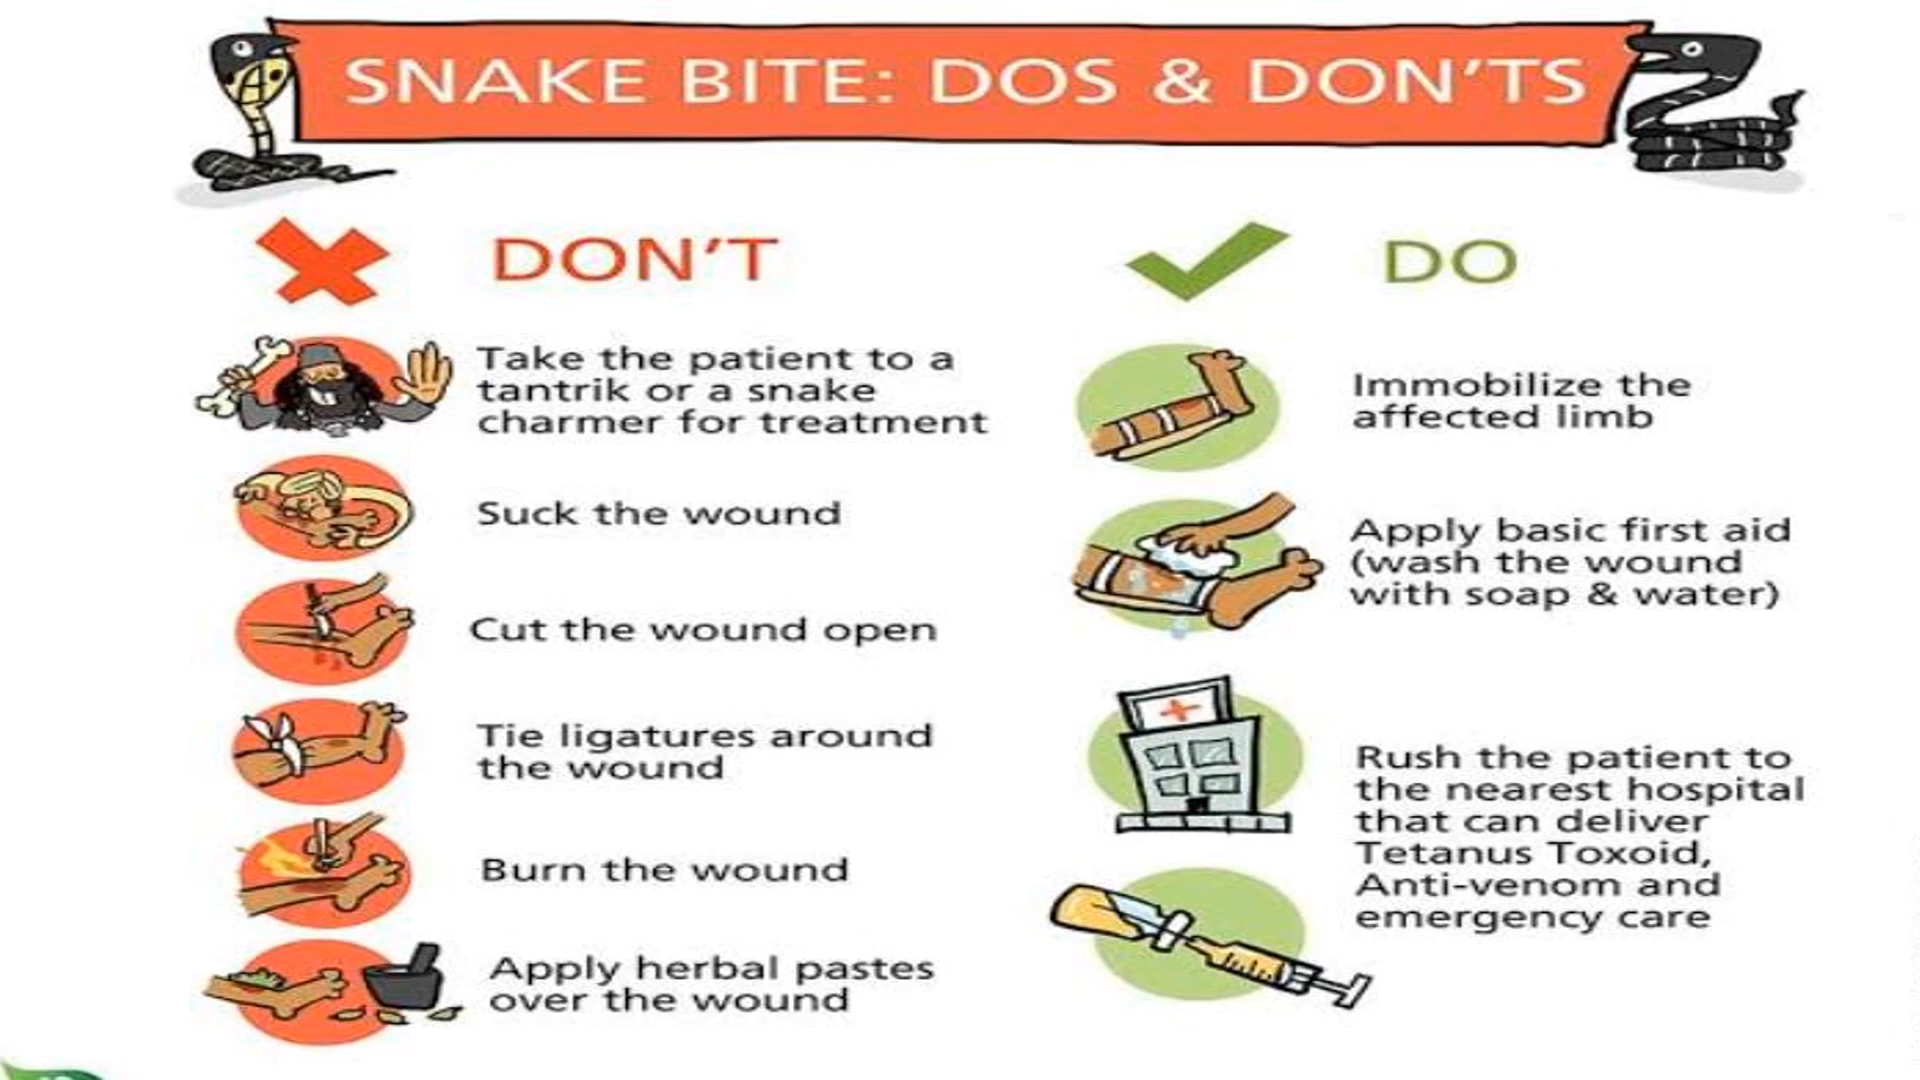 SNAKE BITE: DOS & DON'TS
DON'T
Take the patient to a
tantrik or a snake
charmer for treatment
Suck the wound
Cut the wound open
Tie ligatures around
the wound
Burn the wound
Apply herbal pastes
over the wound
DO
Immobilize the
affected limb
Apply basic first aid
(wash the wound
with soap & water)
Rush the patient to
the nearest hospital
that can deliver
Tetanus Toxoid,
Anti-venom and
emergency care